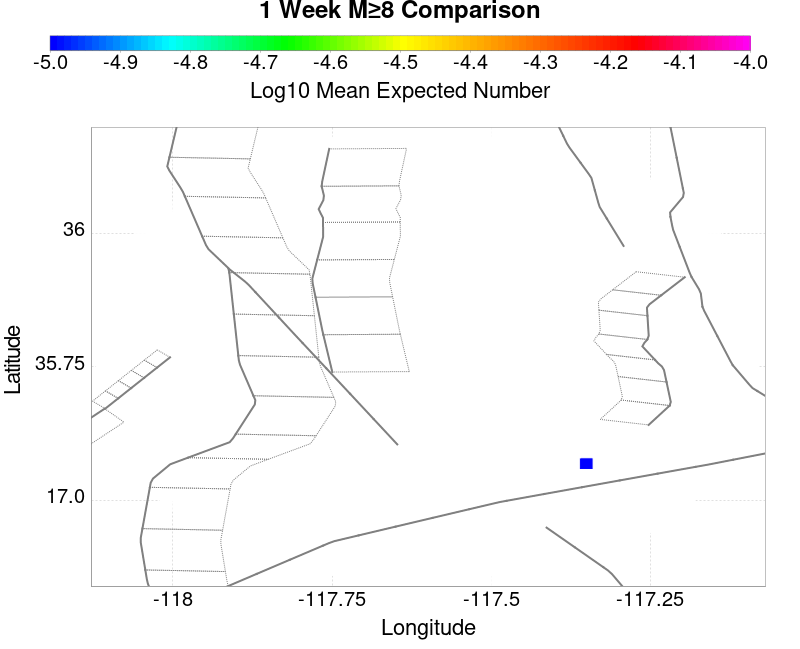 1 Week M≥8 Comparison
-5.0 -4.9 -4.8 -4.7 -4.6 -4.5 -4.4 -4.3 -4.2 -4.1 -4.0
Log10 Mean Expected Number
36
35.75
17.0
Latitude
-118 -117.75 -117.5 -117.25
Longitude